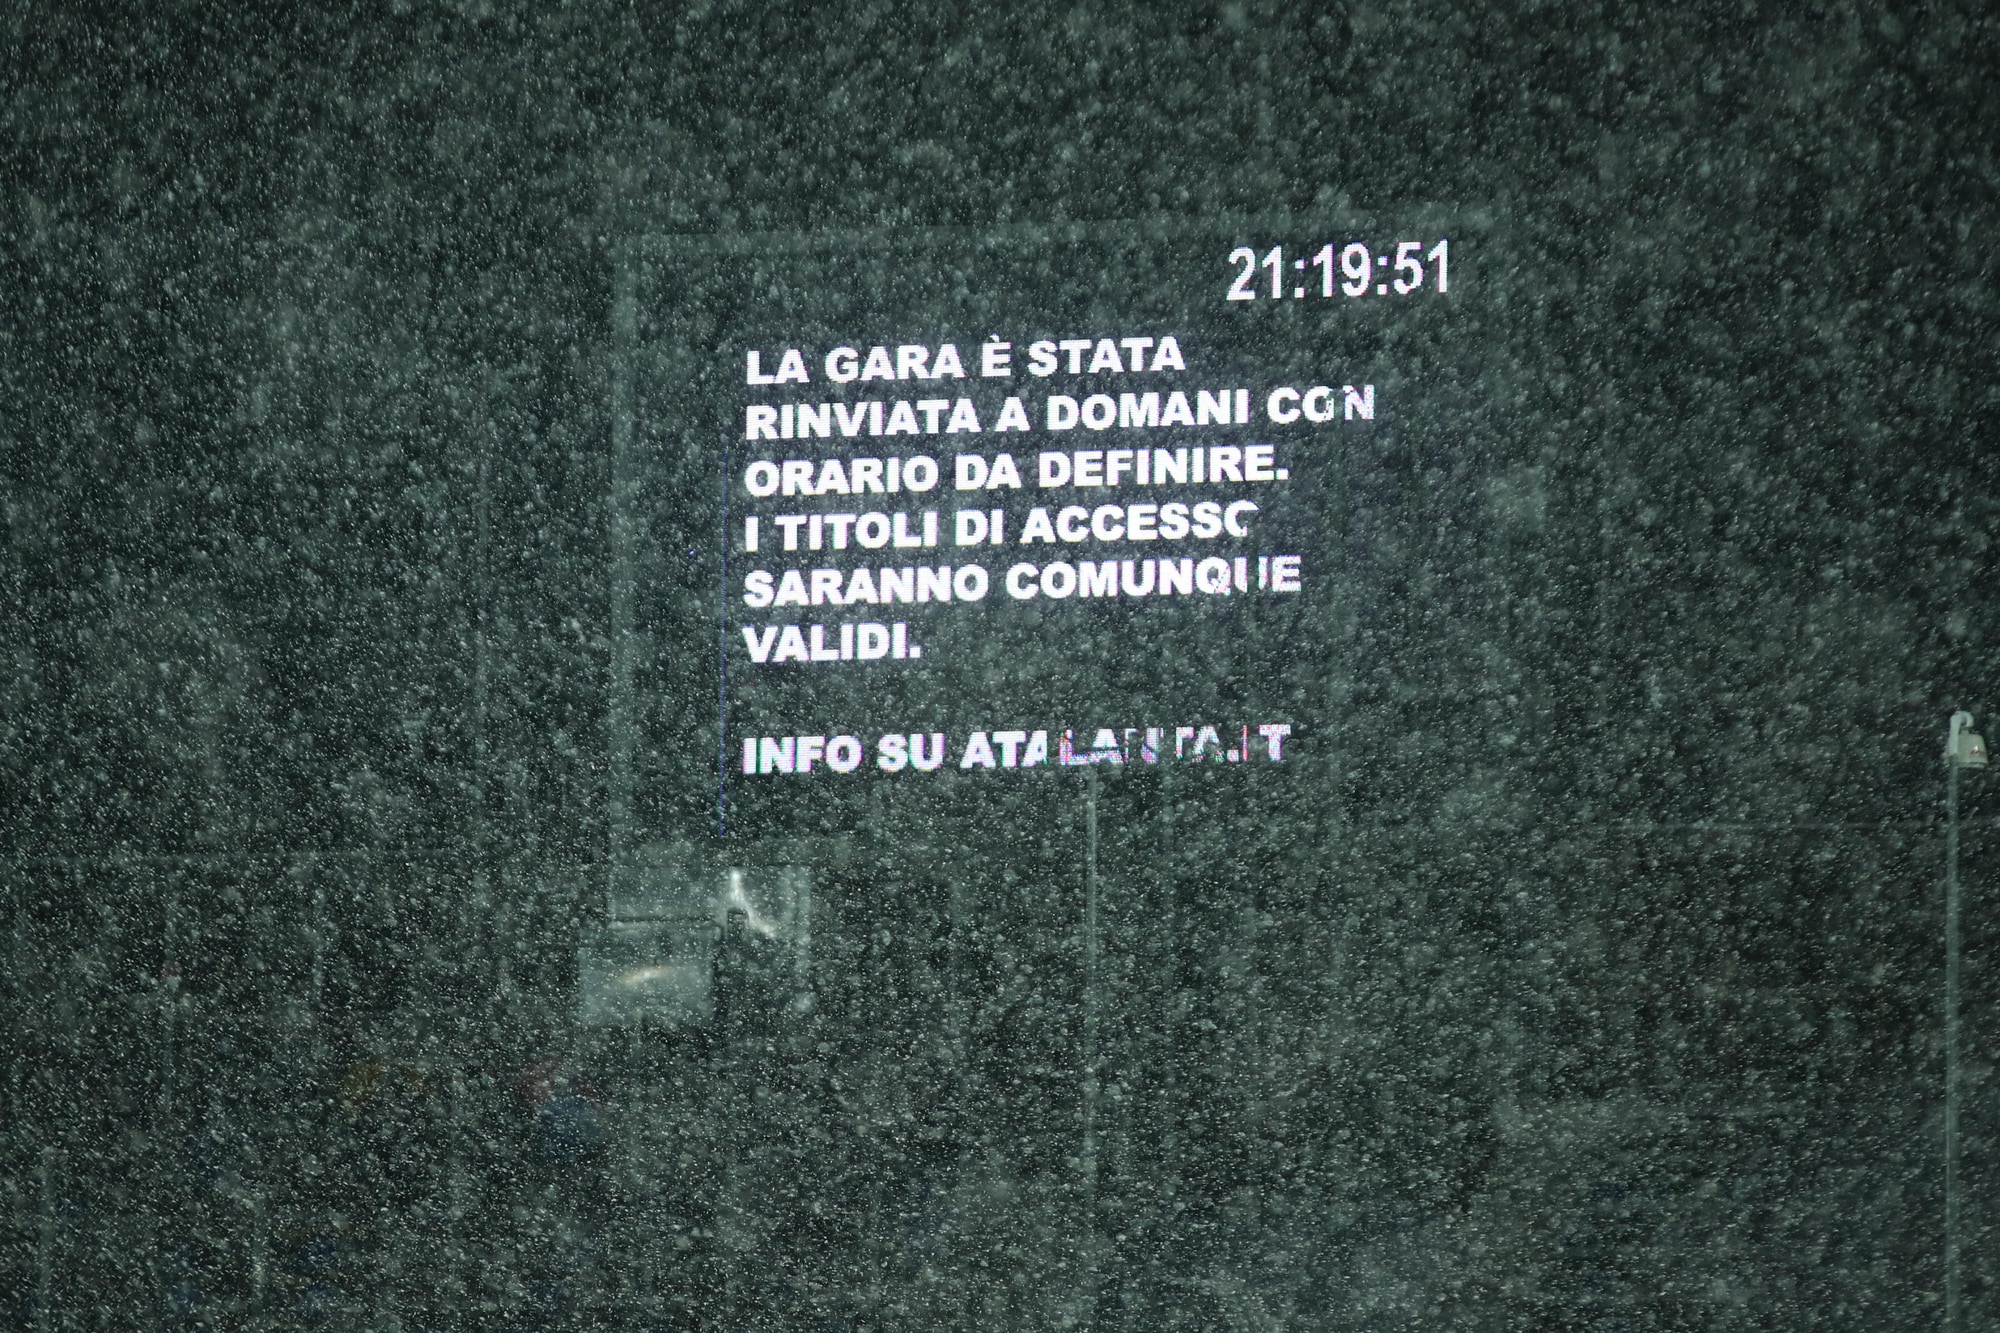 21:19:51
LA GARA È STATA
RINVIATA A DOMANI CON
ORARIO DA DEFINIRE.
I TITOLI DI ACCESSO
SARANNO COMUNQUE
VALIDI.
INFO SU ATALANTA.IT